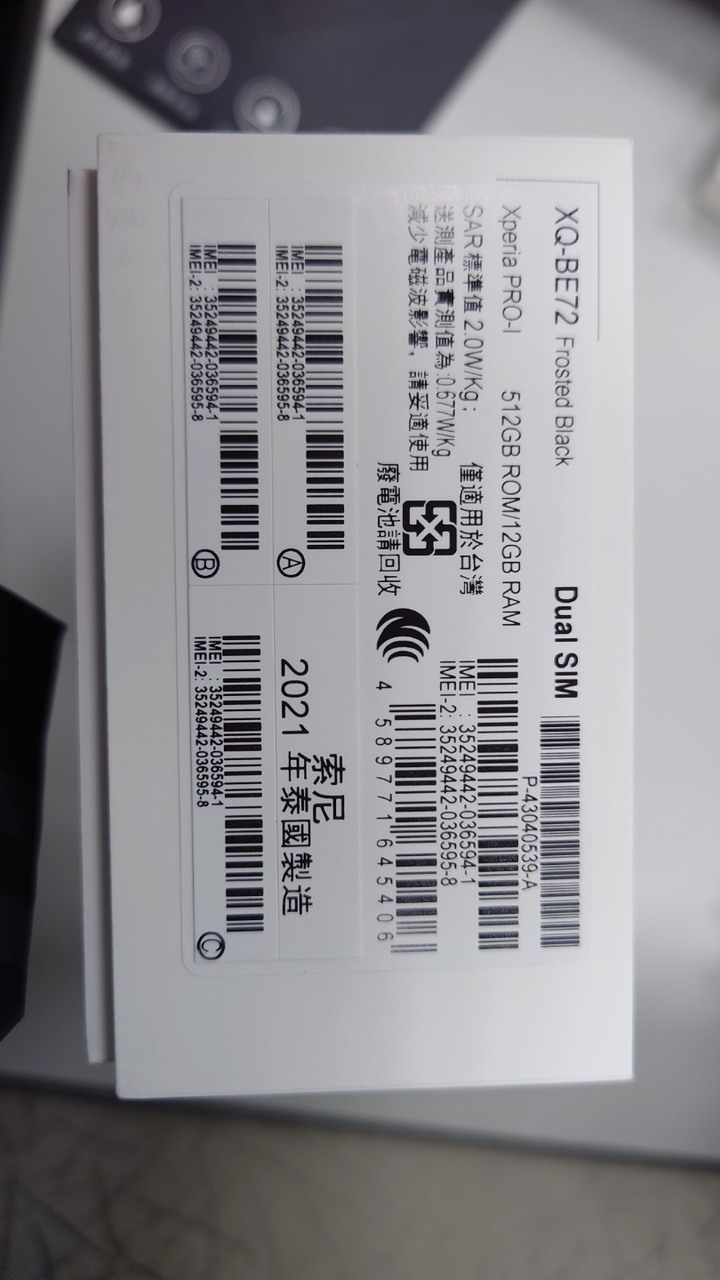 XQ-BE72 Frosted Black
Dual SIM
P-43040539-A
Xperia PRO-I
512GB ROM/12GB RAM
SAR 標準值 2.0W/Kg；
送測產品實測值為:0.677W/Kg
減少電磁波影響，請妥適使用
僅適用於台灣
廢電池請回收
IMEI : 35249442-036594-1
IMEI-2: 35249442-036595-8
4 589771 645406
IMEI : 35249442-036594-1
IMEI-2: 35249442-036595-8
A
索尼
2021 年泰國製造
IMEI : 35249442-036594-1
IMEI-2: 35249442-036595-8
B
IMEI : 35249442-036594-1
IMEI-2: 35249442-036595-8
C